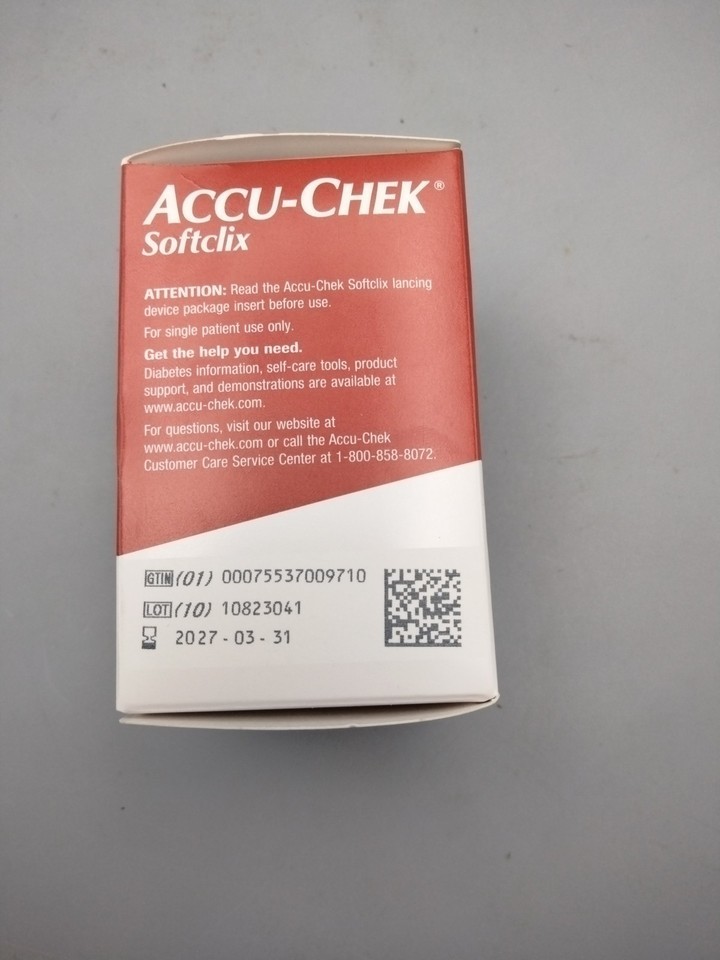 ACCU-CHEK®
Softclix
ATTENTION: Read the Accu-Chek Softclix lancing
device package insert before use.
For single patient use only.
Get the help you need.
Diabetes information, self-care tools, product
support, and demonstrations are available at
www.accu-chek.com.
For questions, visit our website at
www.accu-chek.com or call the Accu-Chek
Customer Care Service Center at 1-800-858-8072.
GTIN (01) 00075537009710
LOT (10) 10823041
2027-03-31